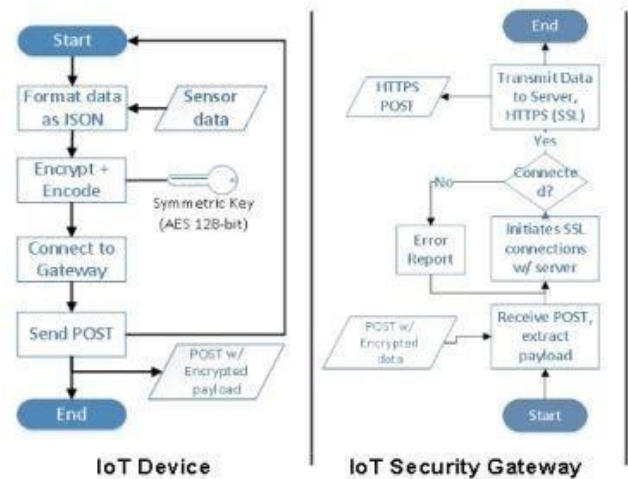 Start
Format data
as JSON
Sensor
data
Encrypt +
Encode
Symmetric Key
(AES 128-bit)
Connect to
Gateway
Send POST
POST w/
Encrypted
payload
End
IoT Device
End
HTTPS
POST
Transmit Data
to Server,
HTTPS (SSL)
Yes
Connecte
d?
No
Error
Report
Initiates SSL
connections
w/ server
POST w/
Encrypted
data
Receive POST,
extract
payload
Start
IoT Security Gateway